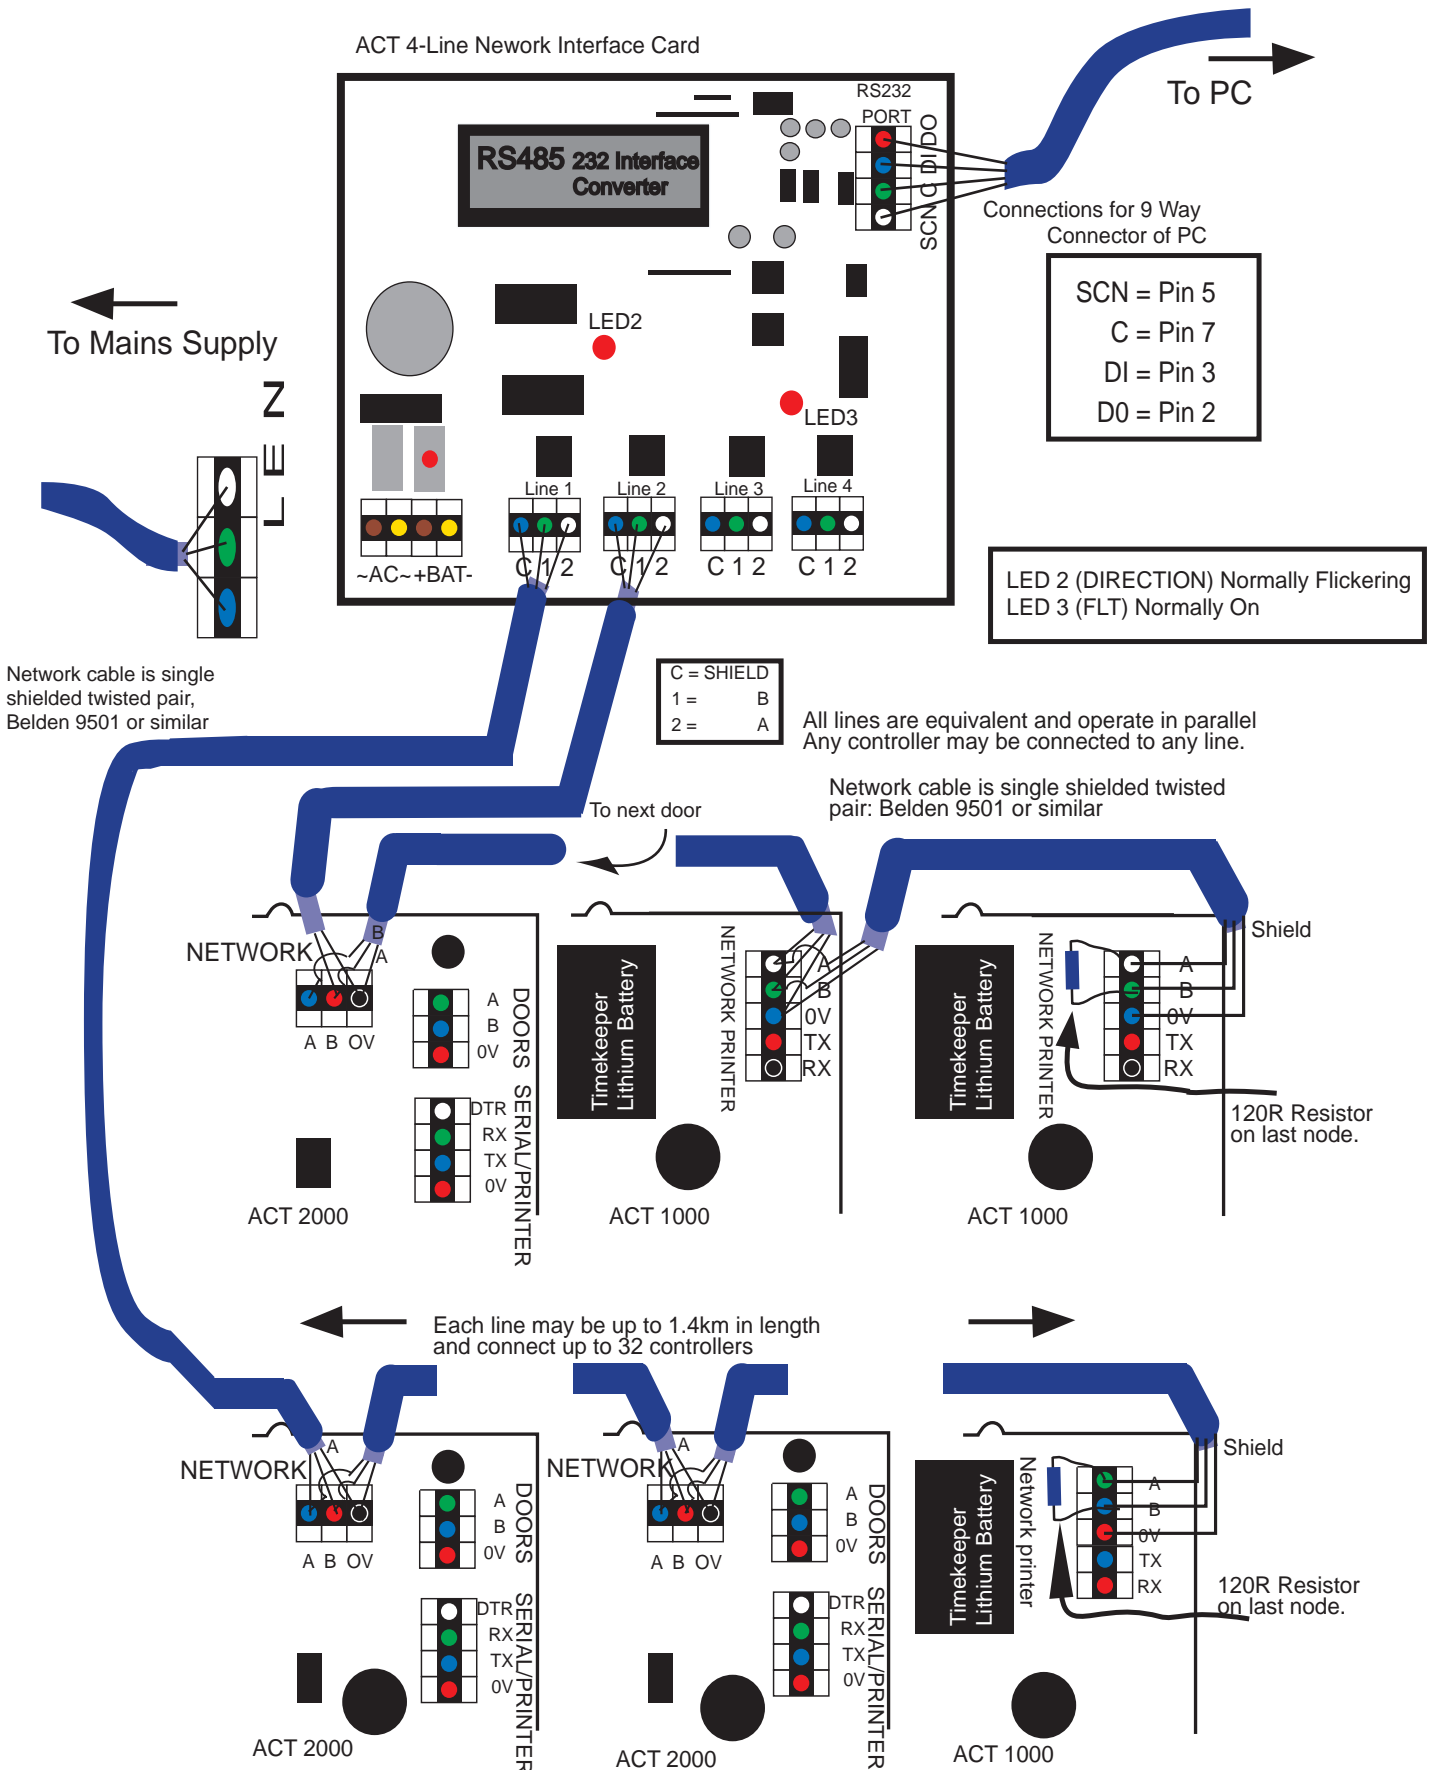 ACT 4-Line Nework Interface Card
To PC
RS232
PORT
SCN C DI DO
RS485 232 Interface
Converter
Connections for 9 Way
Connector of PC
SCN = Pin 5
C = Pin 7
DI = Pin 3
D0 = Pin 2
To Mains Supply
L E N
LED2
LED3
Line 1
Line 2
Line 3
Line 4
~AC~+BAT-
C 1 2
C 1 2
C 1 2
C 1 2
LED 2 (DIRECTION) Normally Flickering
LED 3 (FLT) Normally On
Network cable is single
shielded twisted pair,
Belden 9501 or similar
C = SHIELD
1 = B
2 = A
All lines are equivalent and operate in parallel
Any controller may be connected to any line.
Network cable is single shielded twisted
pair: Belden 9501 or similar
To next door
NETWORK
B
A
A B OV
A
B
0V
DOORS
DTR
RX
TX
0V
SERIAL/PRINTER
ACT 2000
Timekeeper
Lithium Battery
NETWORK PRINTER
A
B
0V
TX
RX
ACT 1000
Timekeeper
Lithium Battery
NETWORK PRINTER
A
B
0V
TX
RX
Shield
120R Resistor
on last node.
ACT 1000
Each line may be up to 1.4km in length
and connect up to 32 controllers
NETWORK
A
A B OV
A
B
0V
DOORS
DTR
RX
TX
0V
SERIAL/PRINTER
ACT 2000
NETWORK
A
A B OV
A
B
0V
DOORS
DTR
RX
TX
0V
SERIAL/PRINTER
ACT 2000
Timekeeper
Lithium Battery
Network printer
A
B
0V
TX
RX
Shield
120R Resistor
on last node.
ACT 1000